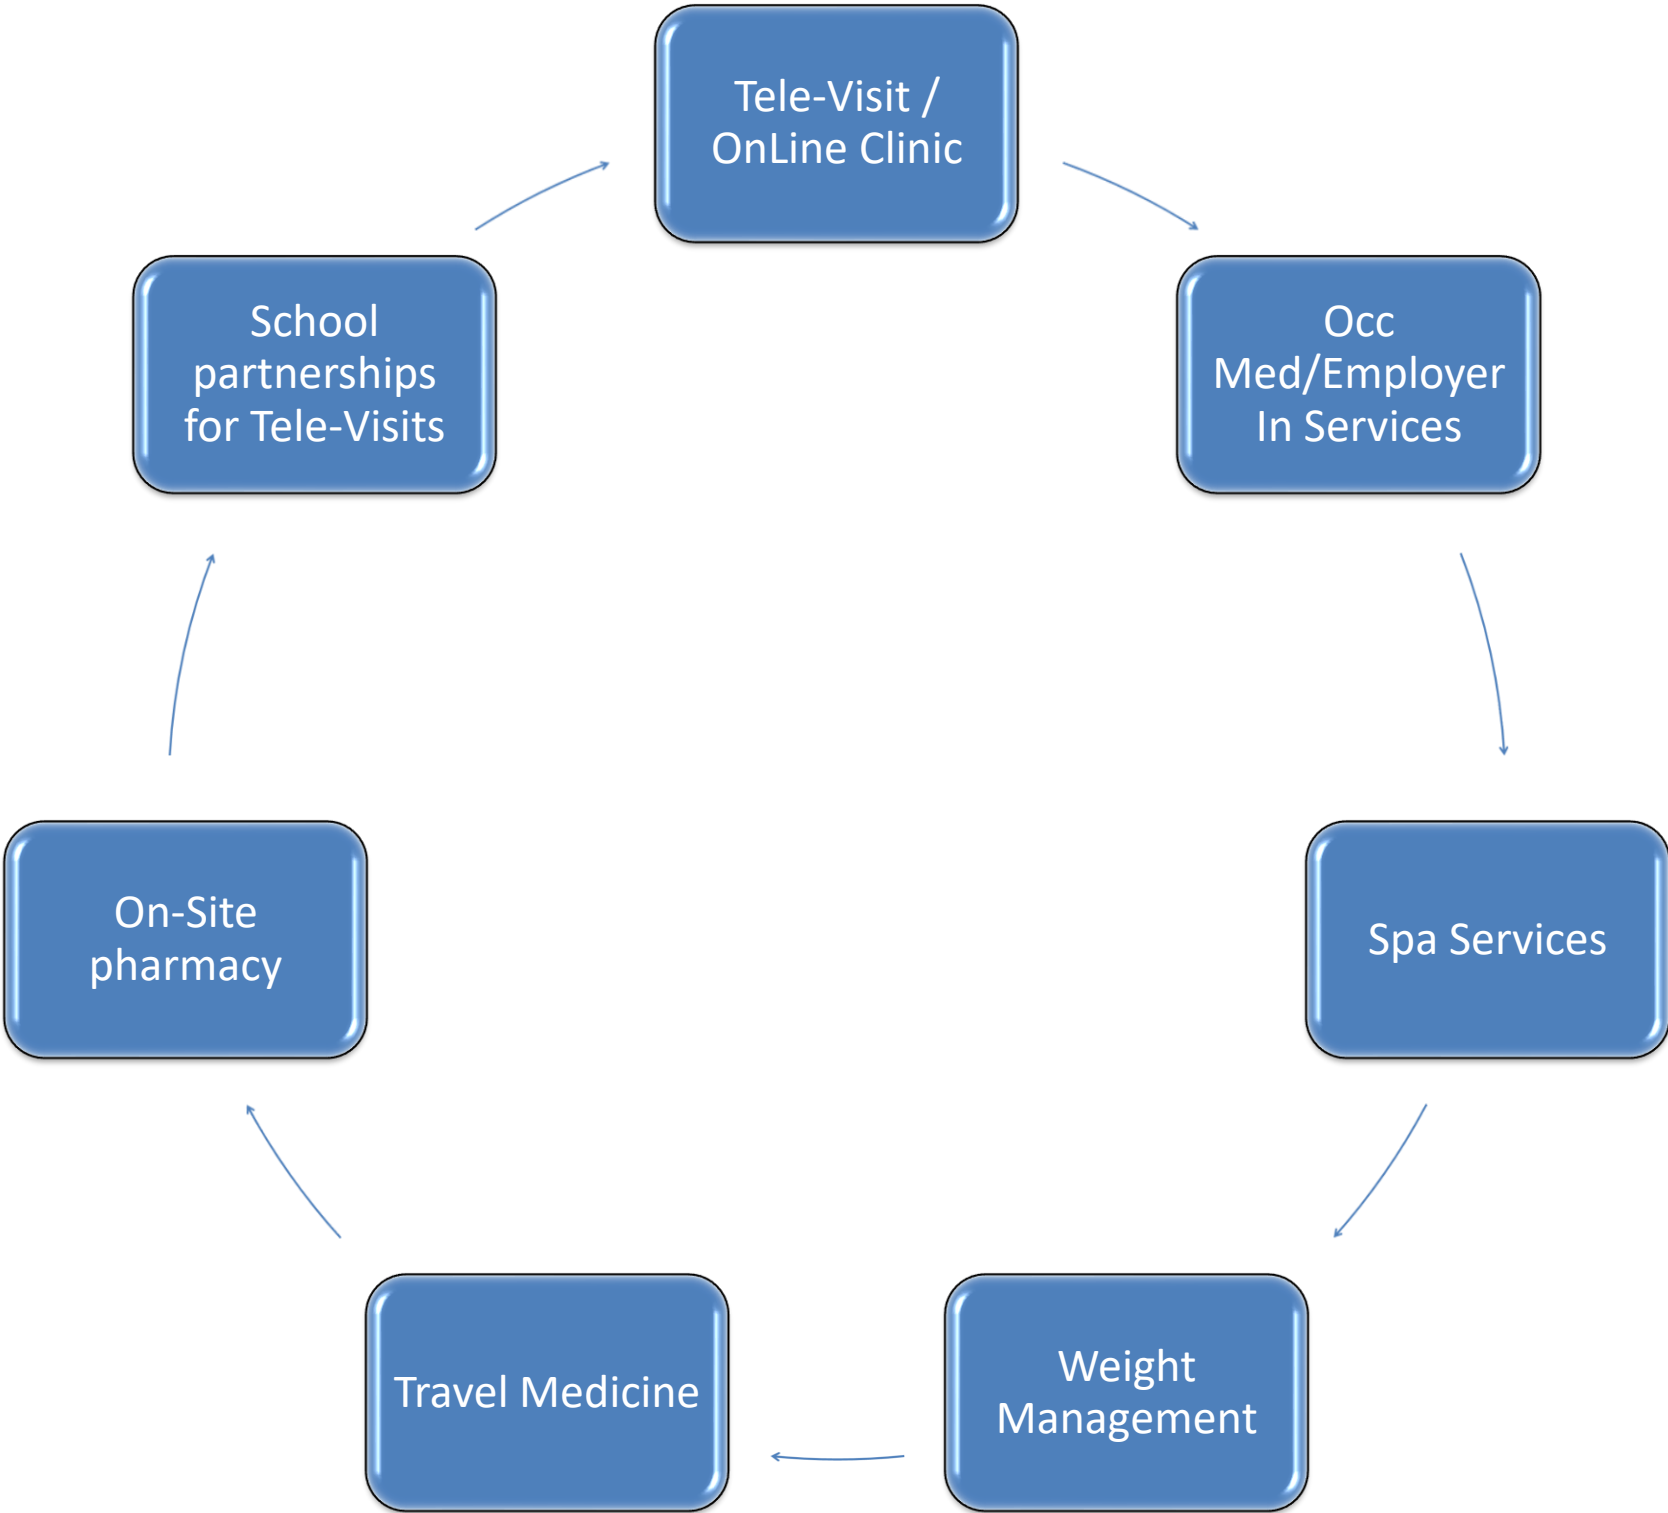 Tele-Visit /
OnLine Clinic
Occ
Med/Employer
In Services
Spa Services
Weight
Management
Travel Medicine
On-Site
pharmacy
School
partnerships
for Tele-Visits